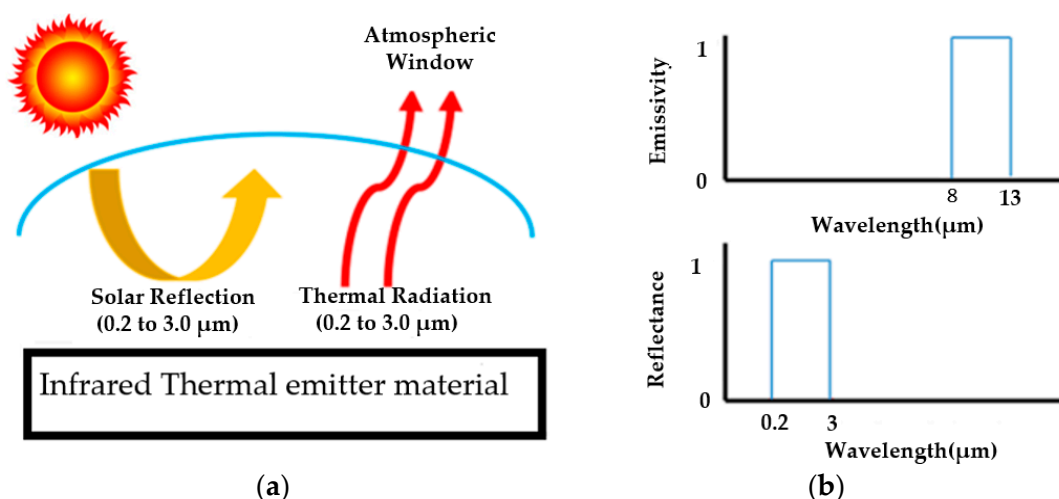 Atmospheric
Window
Solar Reflection
(0.2 to 3.0 μm)
Thermal Radiation
(0.2 to 3.0 μm)
Infrared Thermal emitter material
(a)
Emissivity
1
0
8
13
Wavelength(μm)
Reflectance
1
0
0.2
3
Wavelength(μm)
(b)